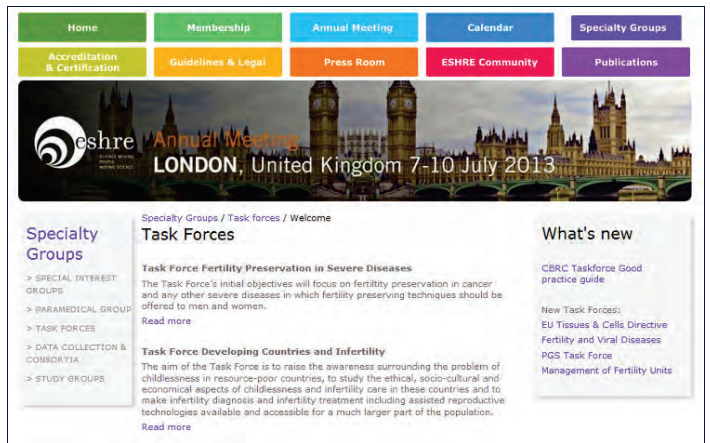 Home
Membership
Annual Meeting
Calendar
Specialty Groups
Accreditation
& Certification
Guidelines & Legal
Press Room
ESHRE Community
Publications
eshre
SCIENCE MOVING
PEOPLE
MOVING SCIENCE
Annual Meeting
LONDON, United Kingdom 7-10 July 2013
Specialty
Groups
> SPECIAL INTEREST
GROUPS
> PARAMEDICAL GROUP
> TASK FORCES
> DATA COLLECTION &
CONSORTIA
> STUDY GROUPS
Specialty Groups / Task forces / Welcome
Task Forces
Task Force Fertility Preservation in Severe Diseases
The Task Force's initial objectives will focus on fertility preservation in cancer
and any other severe diseases in which fertility preserving techniques should be
offered to men and women.
Read more
Task Force Developing Countries and Infertility
The aim of the Task Force is to raise the awareness surrounding the problem of
childlessness in resource-poor countries, to study the ethical, socio-cultural and
economical aspects of childlessness and infertility care in these countries and to
make infertility diagnosis and infertility treatment including assisted reproductive
technologies available and accessible for a much larger part of the population.
Read more
What's new
CBRC Taskforce Good
practice guide
New Task Forces:
EU Tissues & Cells Directive
Fertility and Viral Diseases
PGS Task Force
Management of Fertility Units